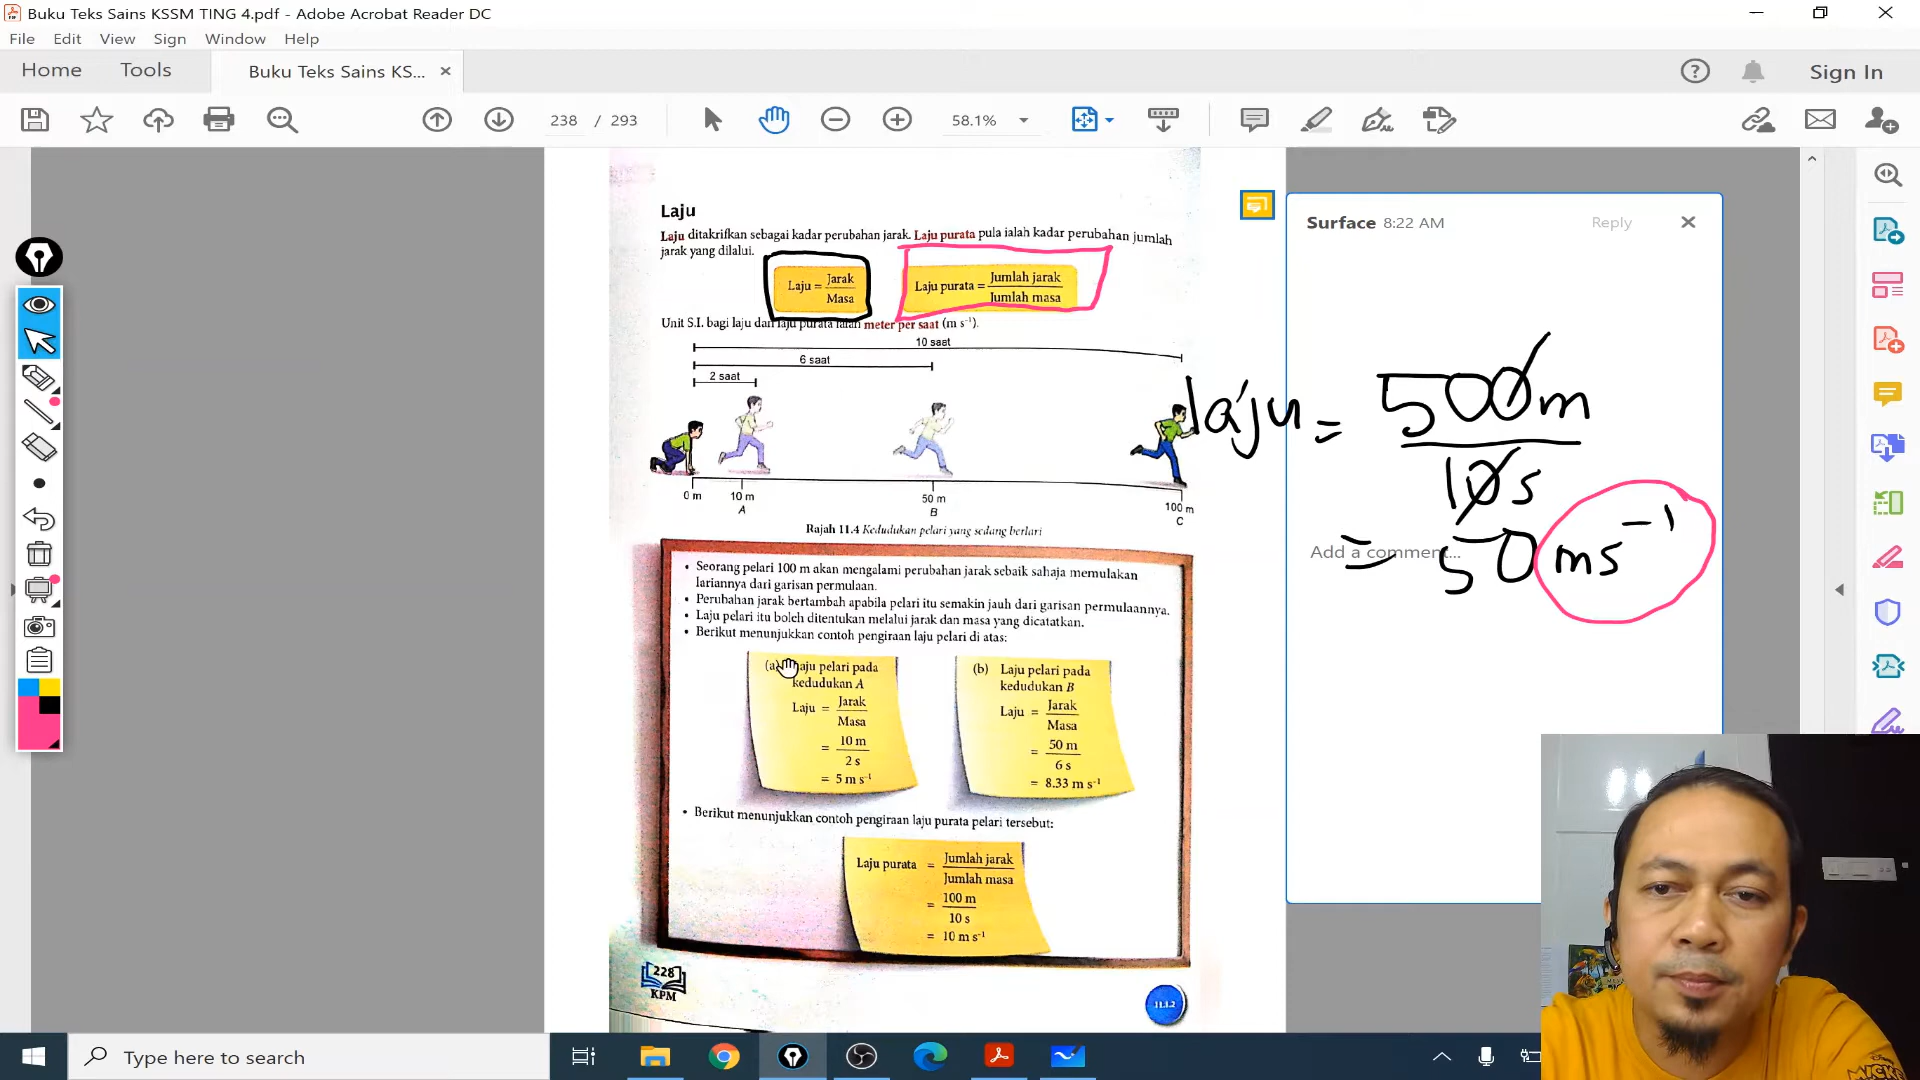 Buku Teks Sains KSSM TING 4.pdf - Adobe Acrobat Reader DC
File Edit View Sign Window Help
Home Tools Buku Teks Sains KS... Sign In
238 / 293 58.1%
Laju
Laju ditakrifkan sebagai kadar perubahan jarak. Laju purata pula ialah kadar perubahan jumlah
jarak yang dilalui.
Laju = Jarak
Masa
Laju purata = Jumlah jarak
Jumlah masa
Unit S.I. bagi laju dan laju purata ialah meter per saat (m s⁻¹).
10 saat
6 saat
2 saat
0 m 10 m 50 m 100 m
A B C
Rajah 11.4 Kedudukan pelari yang sedang berlari
• Seorang pelari 100 m akan mengalami perubahan jarak sebaik sahaja memulakan
lariannya dari garisan permulaan.
• Perubahan jarak bertambah apabila pelari itu semakin jauh dari garisan permulaannya.
• Laju pelari itu boleh ditentukan melalui jarak dan masa yang dicatatkan.
• Berikut menunjukkan contoh pengiraan laju pelari di atas:
(a) Laju pelari pada
kedudukan A
Laju = Jarak
Masa
= 10 m
2 s
= 5 m s⁻¹
(b) Laju pelari pada
kedudukan B
Laju = Jarak
Masa
= 50 m
6 s
= 8.33 m s⁻¹
• Berikut menunjukkan contoh pengiraan laju purata pelari tersebut:
Laju purata = Jumlah jarak
Jumlah masa
= 100 m
10 s
= 10 m s⁻¹
228
KPM
11.1.2
Surface 8:22 AM Reply
laju = 500m
10s
= 50 ms⁻¹
Add a comment...
Type here to search